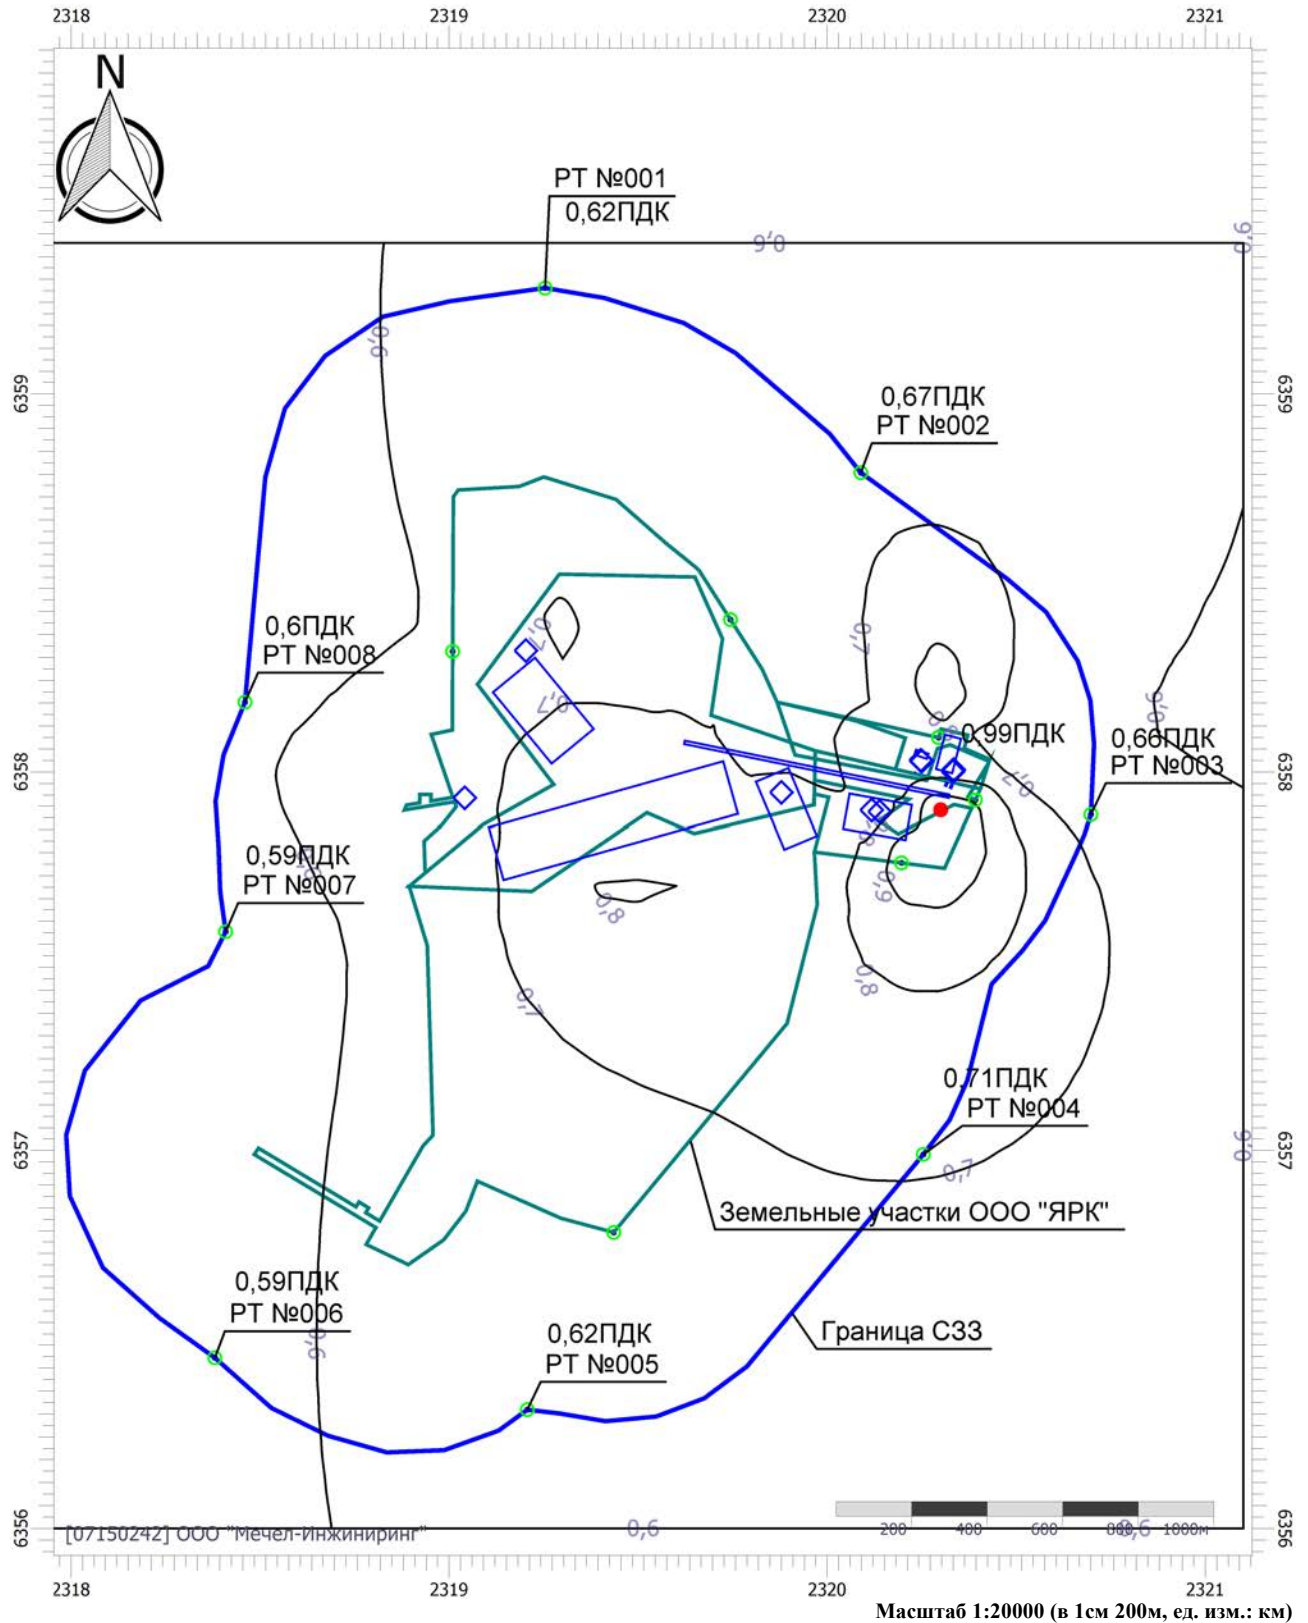 2318 2319 2320 2321
N
РТ №001
0,62ПДК
0,6
0,6
0,6
6359
6359
0,67ПДК
РТ №002
0,7
0,7
0,6ПДК
РТ №008
0,7
0,6
0,99ПДК
0,66ПДК
РТ №003
6358
6358
0,7
0,59ПДК
РТ №007
0,9
0,8
0,8
0,71ПДК
РТ №004
6357
6357
0,6
0,7
Земельные участки ООО "ЯРК"
0,59ПДК
РТ №006
0,6
0,62ПДК
РТ №005
Граница СЗЗ
6356
6356
[07150242] ООО "Мечел-Инжиниринг"
0,6
200 400 600 800 1000м
0,6
2318 2319 2320 2321
Масштаб 1:20000 (в 1см 200м, ед. изм.: км)